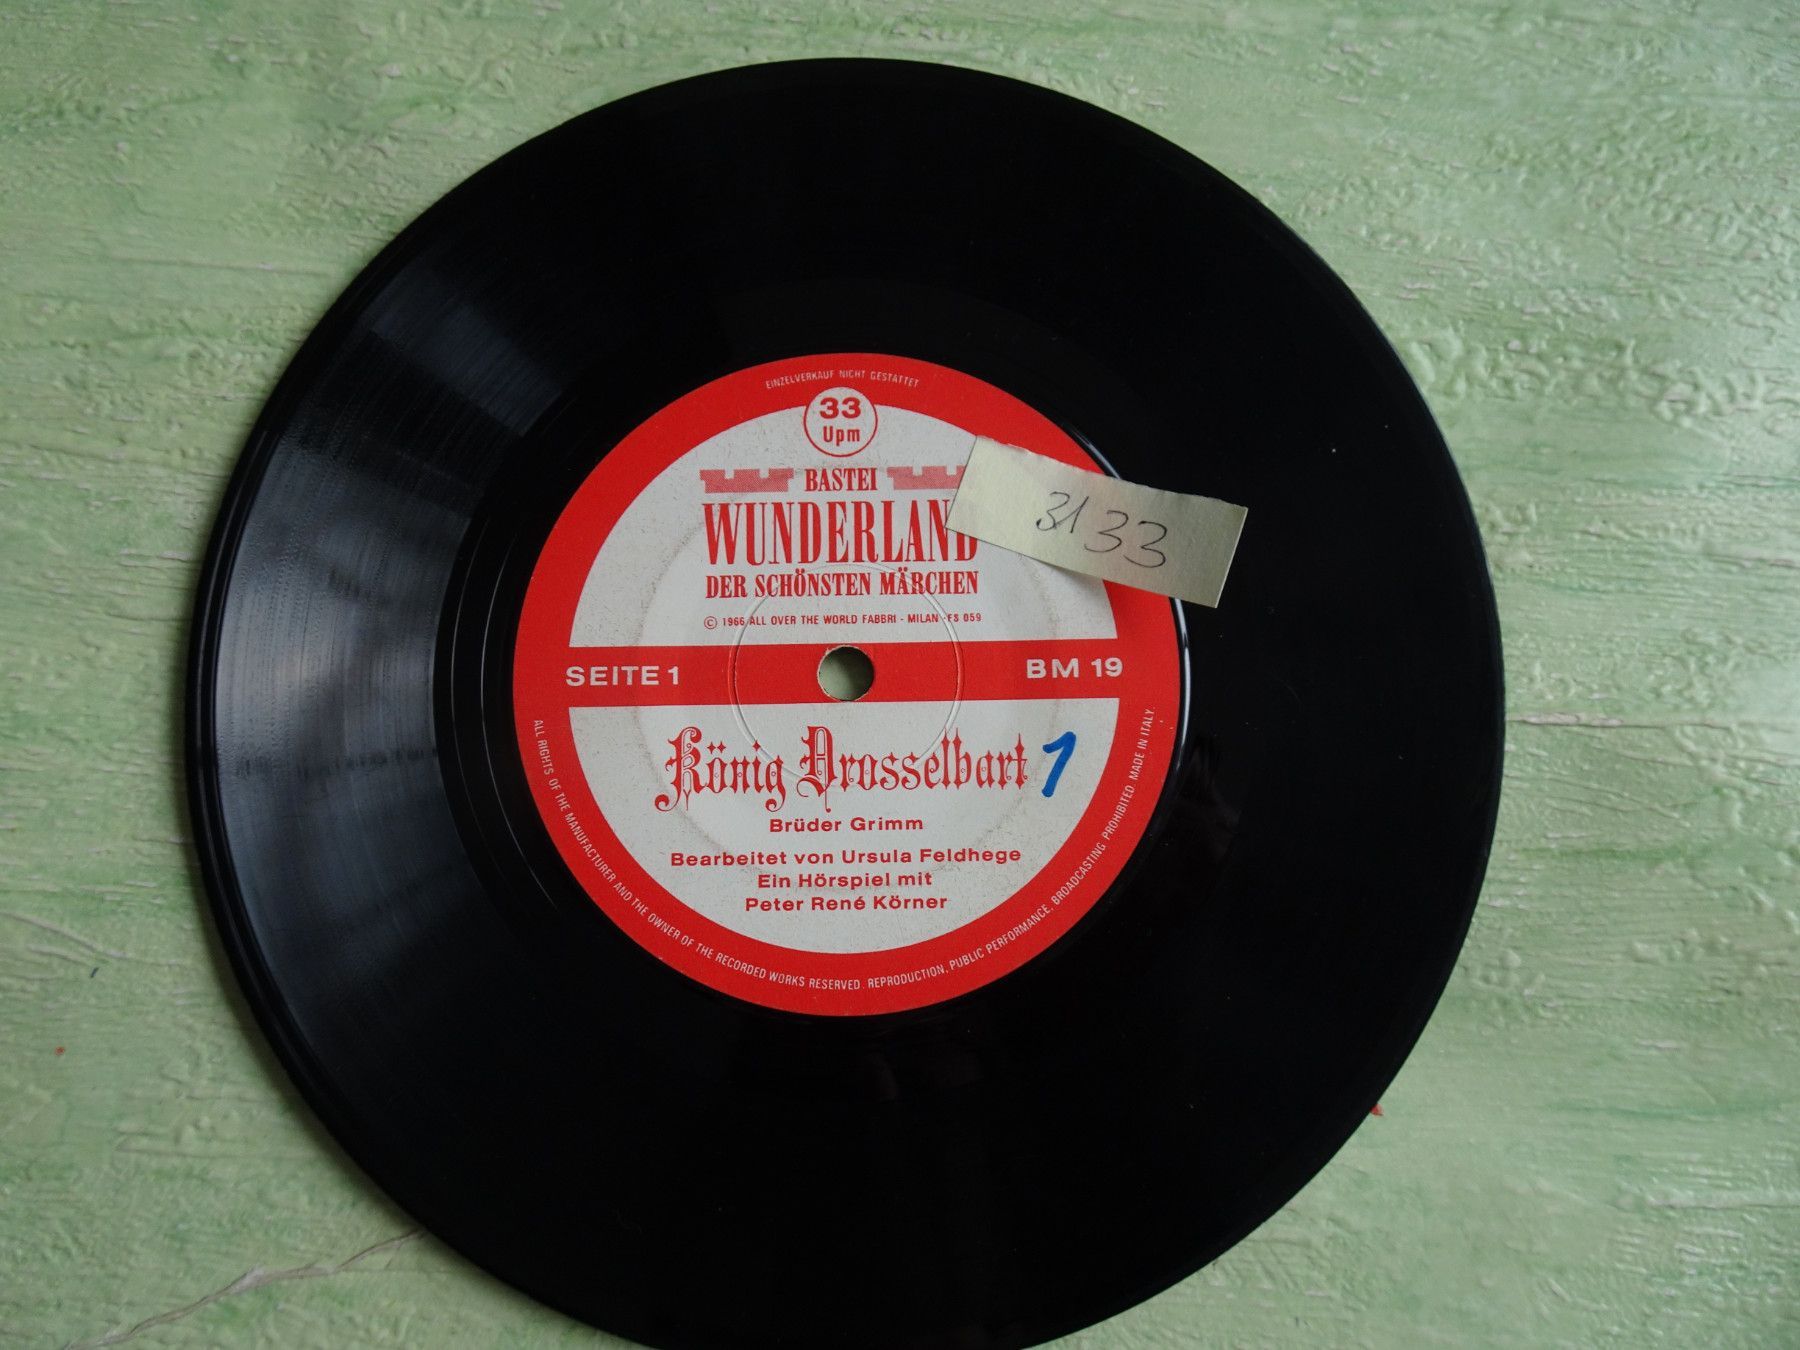 EINZELVERKAUF NICHT GESTATTET
33
Upm
BASTEI
WUNDERLAND
DER SCHÖNSTEN MÄRCHEN
© 1966 ALL OVER THE WORLD FABBRI - MILAN - FS 059
3133
SEITE 1
BM 19
König Drosselbart 1
Brüder Grimm
Bearbeitet von Ursula Feldhege
Ein Hörspiel mit
Peter René Körner
ALL RIGHTS OF THE MANUFACTURER AND THE OWNER OF THE RECORDED WORKS RESERVED. REPRODUCTION, PUBLIC PERFORMANCE, BROADCASTING PROHIBITED. MADE IN ITALY.